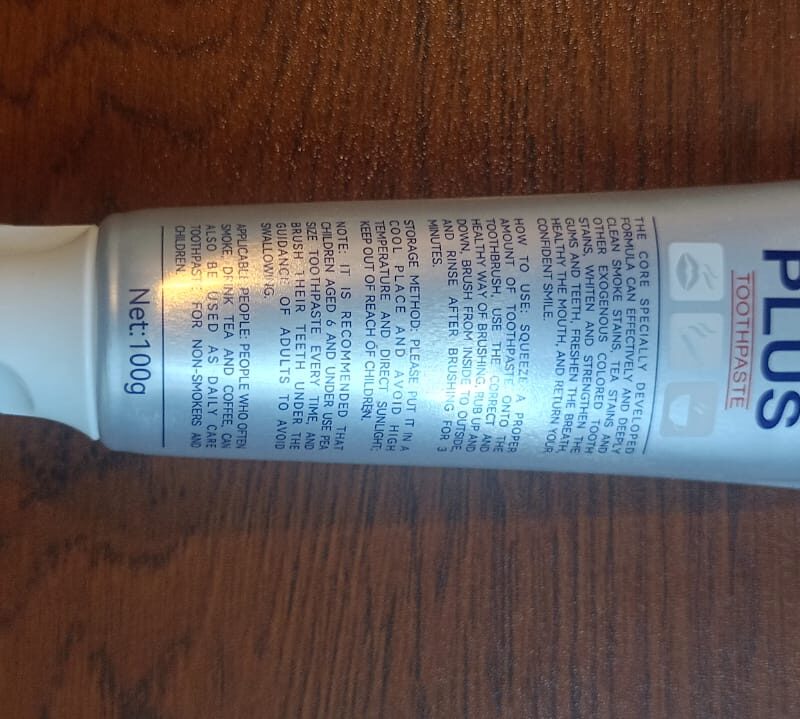 PLUS
TOOTHPASTE
THE CORE SPECIALLY DEVELOPED
FORMULA CAN EFFECTIVELY AND DEEPLY
CLEAN SMOKE STAINS, TEA STAINS AND
OTHER EXOGENOUS COLORED TOOTH
STAINS, WHITEN AND STRENGTHEN THE
GUMS AND TEETH, FRESHEN THE BREATH,
HEALTHY THE MOUTH, AND RETURN YOUR
CONFIDENT SMILE.
HOW TO USE: SQUEEZE A PROPER
AMOUNT OF TOOTHPASTE ONTO THE
TOOTHBRUSH, USE THE CORRECT AND
HEALTHY WAY OF BRUSHING, RUB UP AND
DOWN, BRUSH FROM INSIDE TO OUTSIDE,
AND RINSE AFTER BRUSHING FOR 3
MINUTES.
STORAGE METHOD: PLEASE PUT IT IN A
COOL PLACE AND AVOID HIGH
TEMPERATURE AND DIRECT SUNLIGHT;
KEEP OUT OF REACH OF CHILDREN.
NOTE: IT IS RECOMMENDED THAT
CHILDREN AGED 6 AND UNDER USE PEA
SIZE TOOTHPASTE EVERY TIME, AND
BRUSH THEIR TEETH UNDER THE
GUIDANCE OF ADULTS TO AVOID
SWALLOWING.
APPLICABLE PEOPLE: PEOPLE WHO OFTEN
SMOKE, DRINK TEA AND COFFEE, CAN
ALSO BE USED AS DAILY CARE
TOOTHPASTE FOR NON-SMOKERS AND
CHILDREN.
Net:100g